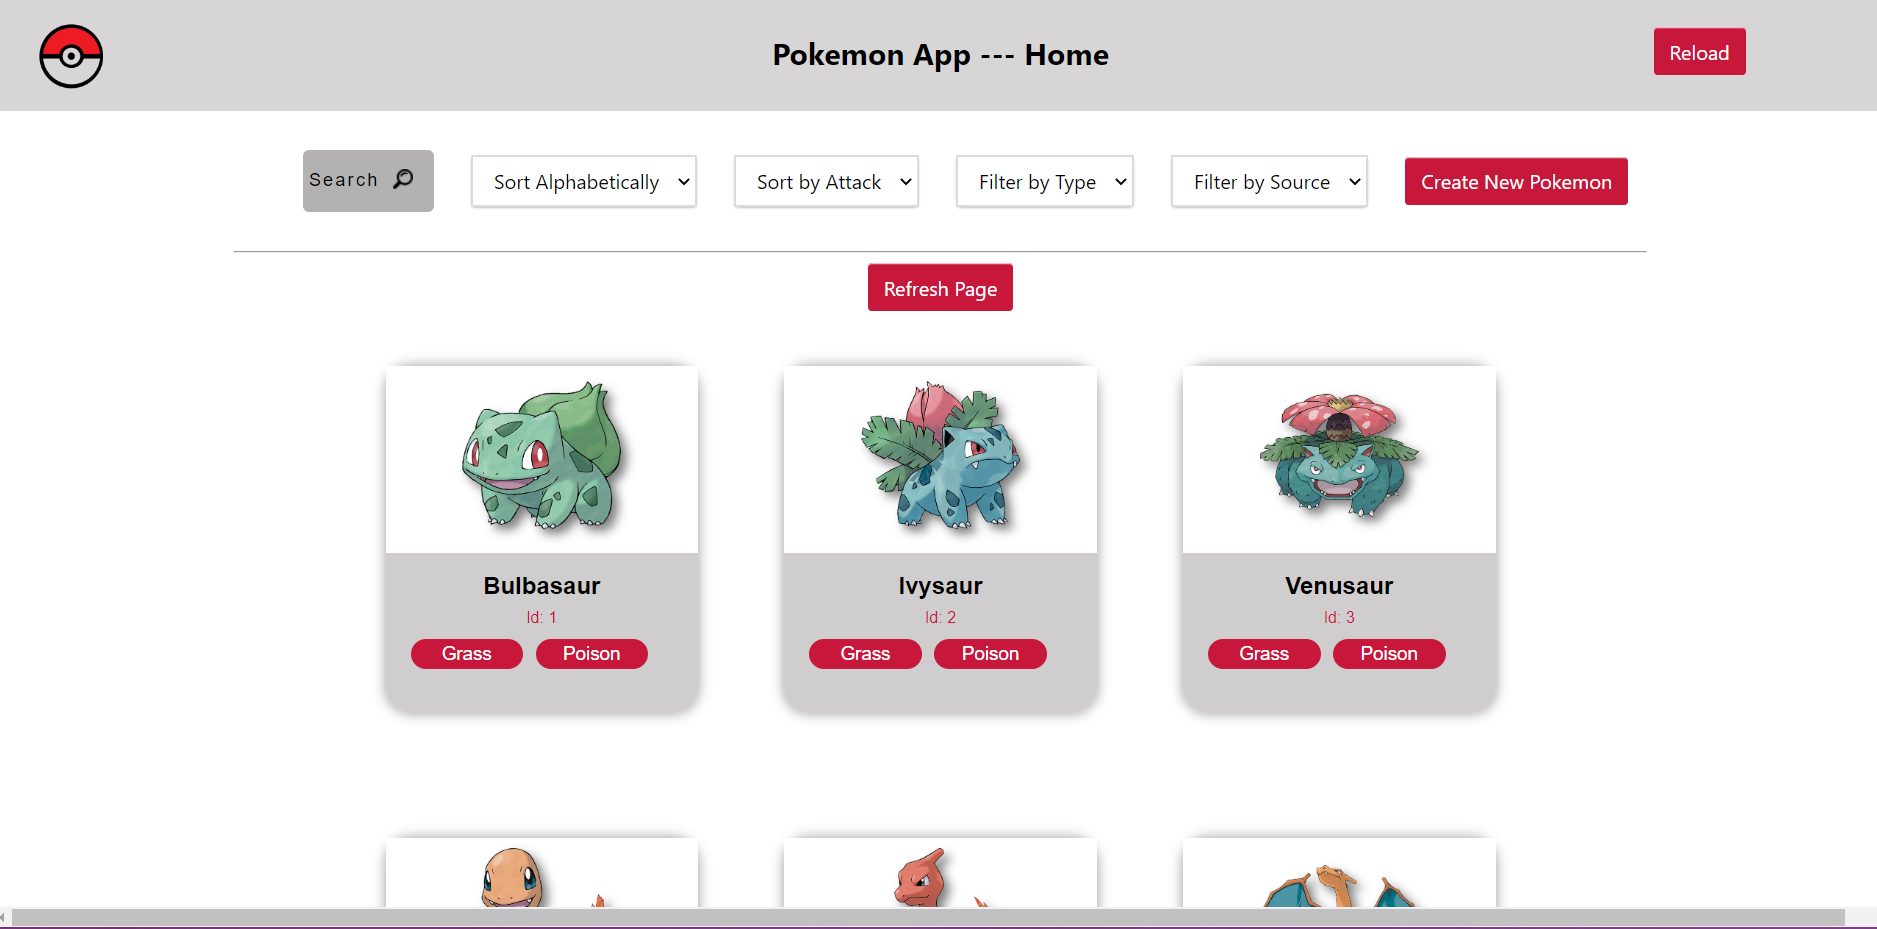 Pokemon App --- Home
Reload
Search
Sort Alphabetically
Sort by Attack
Filter by Type
Filter by Source
Create New Pokemon
Refresh Page
Bulbasaur
Id: 1
Grass Poison
Ivysaur
Id: 2
Grass Poison
Venusaur
Id: 3
Grass Poison